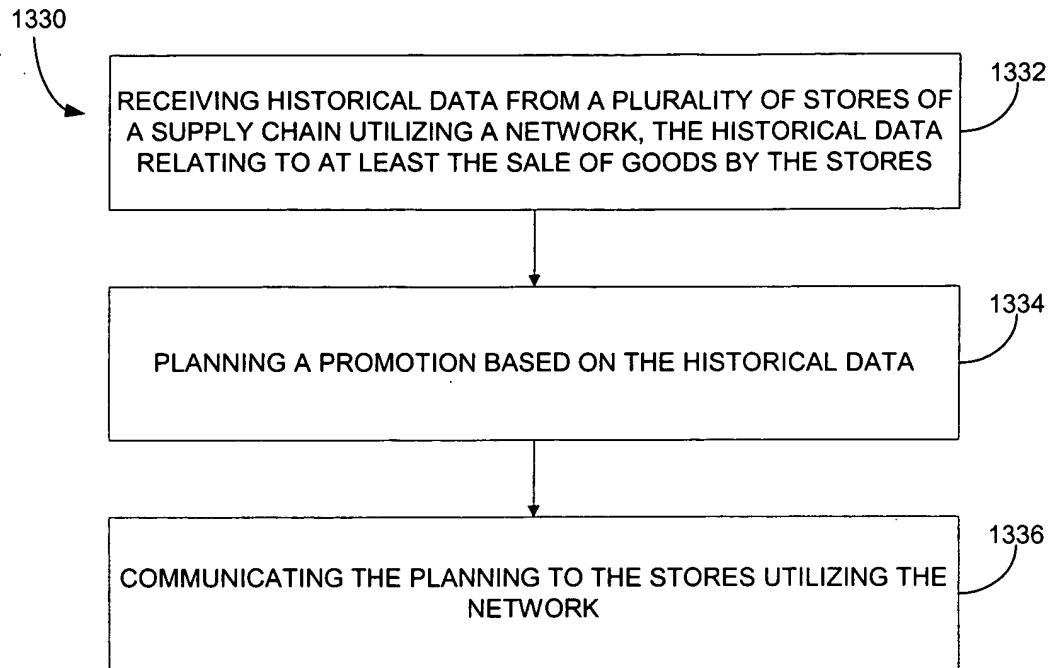 1330
1332
RECEIVING HISTORICAL DATA FROM A PLURALITY OF STORES OF
A SUPPLY CHAIN UTILIZING A NETWORK, THE HISTORICAL DATA
RELATING TO AT LEAST THE SALE OF GOODS BY THE STORES
1334
PLANNING A PROMOTION BASED ON THE HISTORICAL DATA
1336
COMMUNICATING THE PLANNING TO THE STORES UTILIZING THE
NETWORK